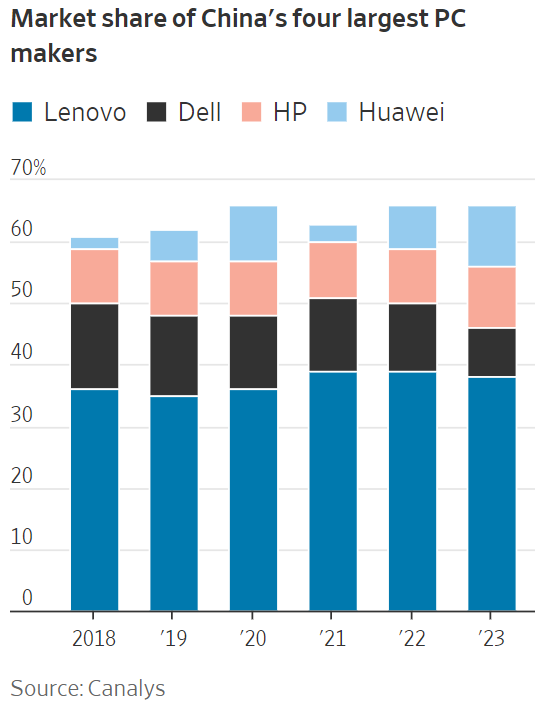 Market share of China’s four largest PC
makers
Lenovo Dell HP Huawei
70%
60
50
40
30
20
10
0
2018 ’19 ’20 ’21 ’22 ’23
Source: Canalys